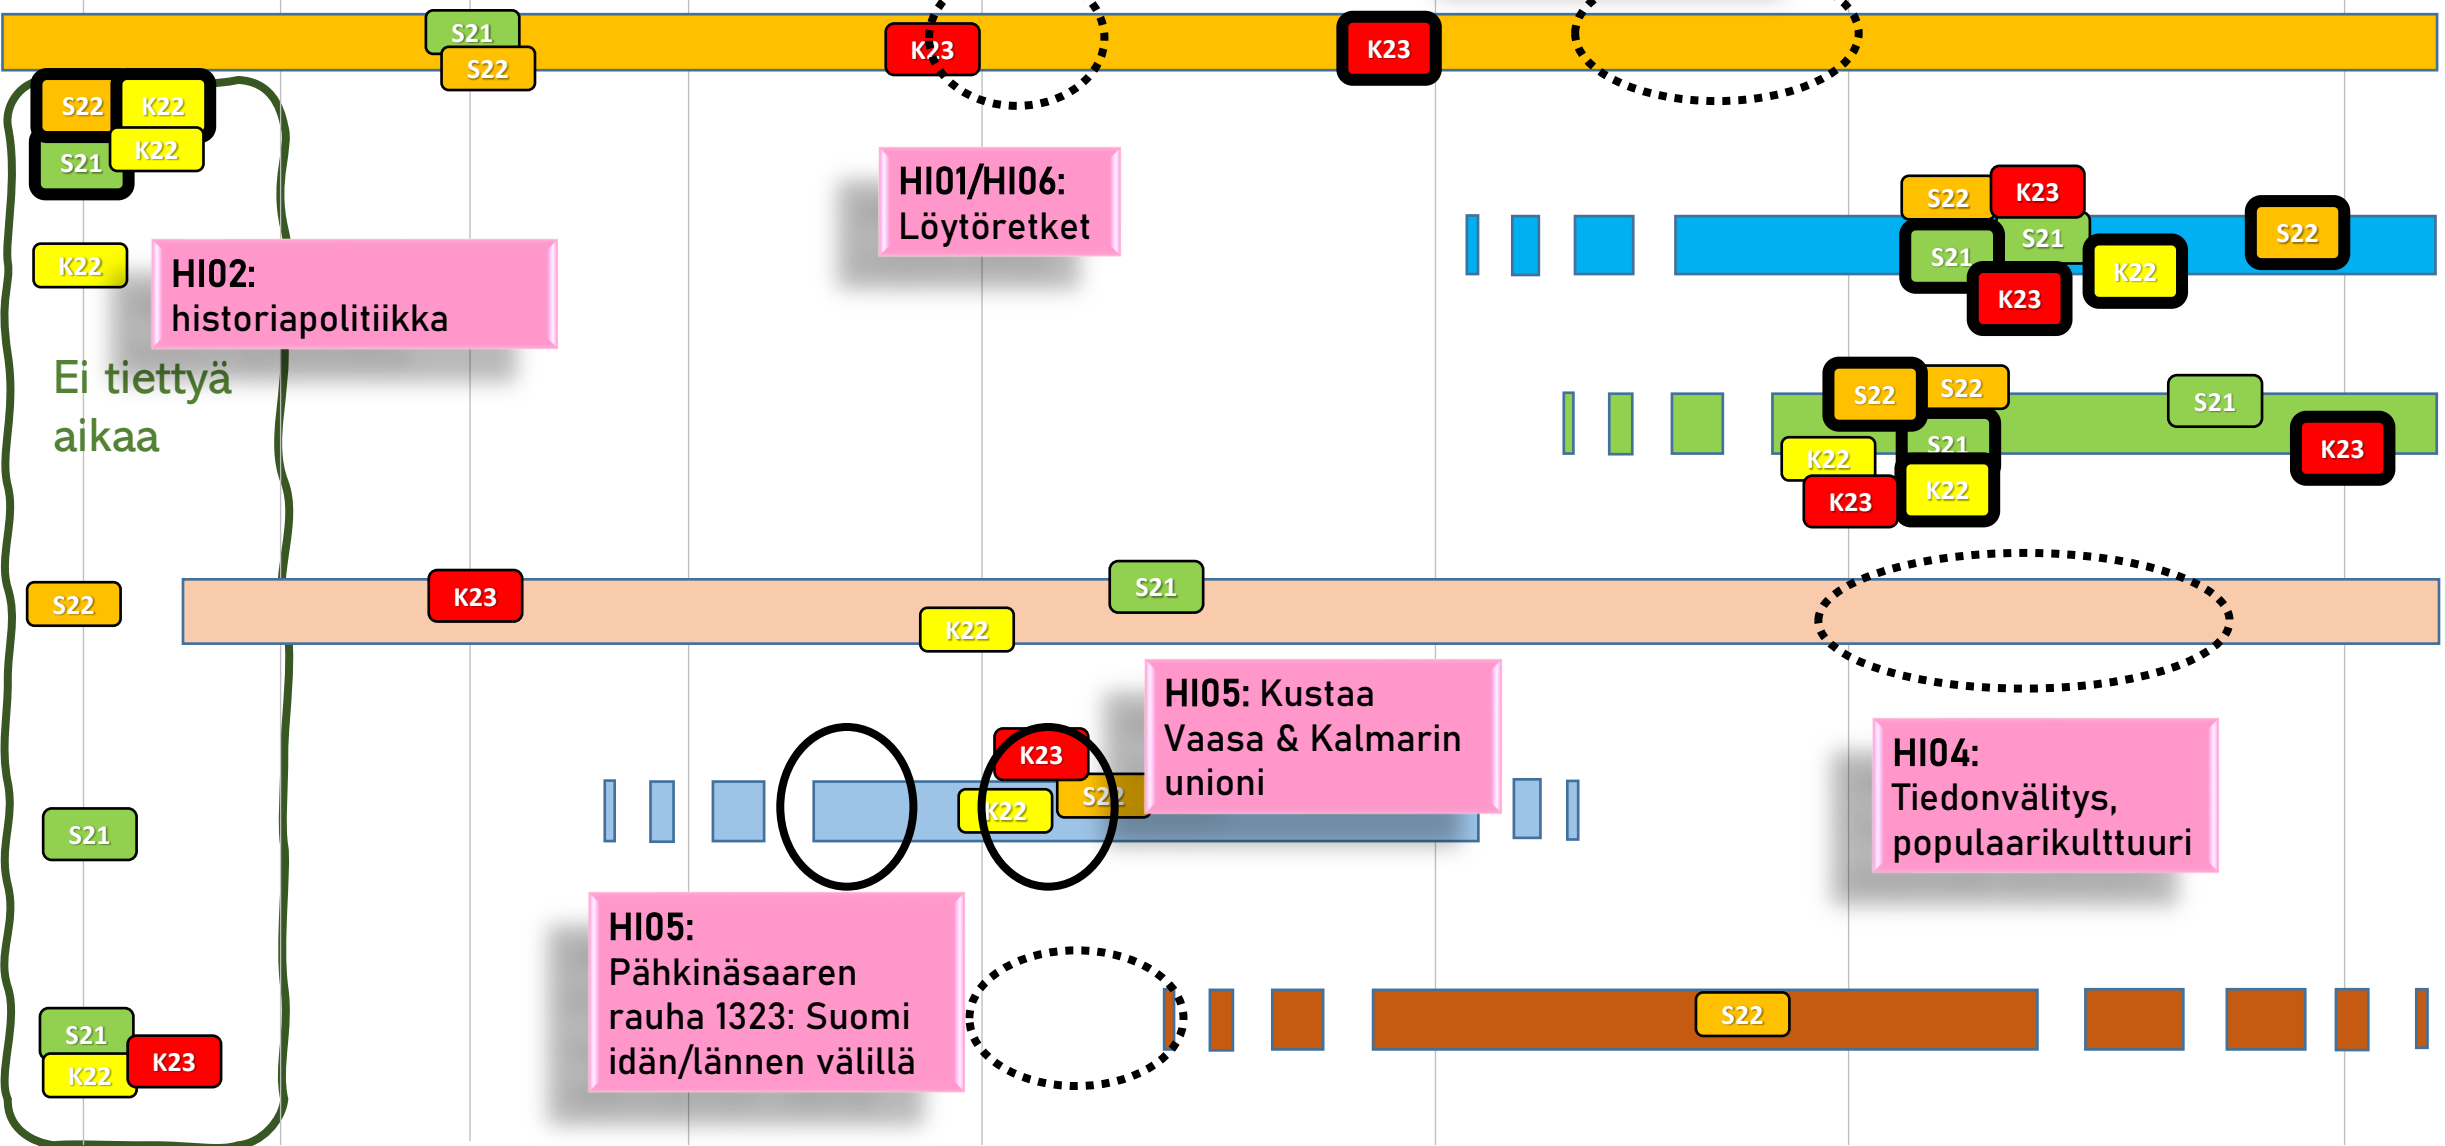 S21
S22
K23
K23
S22
K22
S21
K22
HI01/HI06:
Löytöretket
S22
K23
S21
S21
K22
S22
K23
K22
HI02:
historiapolitiikka
Ei tiettyä
aikaa
S22
S22
S21
S21
K22
K23
K22
K23
S22
K23
S21
K22
HI05: Kustaa
Vaasa & Kalmarin
unioni
K23
S22
K22
HI04:
Tiedonvälitys,
populaarikulttuuri
S21
HI05:
Pähkinäsaaren
rauha 1323: Suomi
idän/lännen välillä
S22
S21
K22
K23